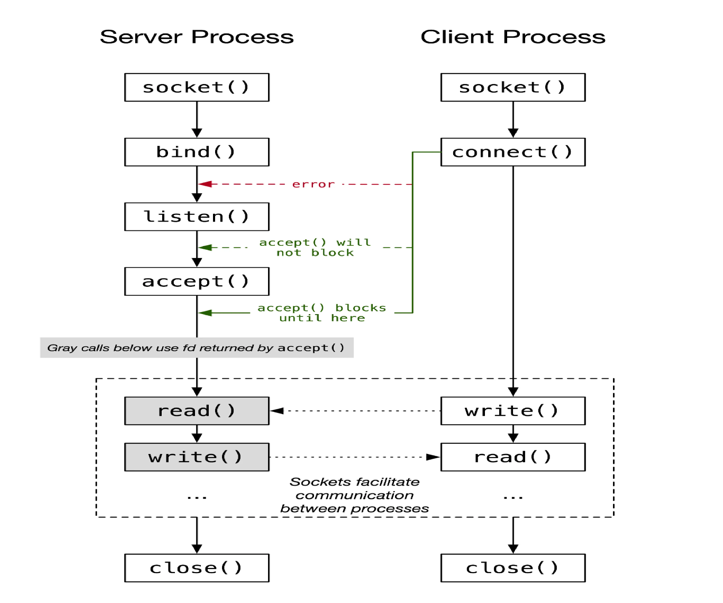 Server Process
Client Process
socket()
socket()
bind()
connect()
error
listen()
accept() will
not block
accept()
accept() blocks
until here
Gray calls below use fd returned by accept()
read()
write()
write()
read()
...
Sockets facilitate
communication
between processes
...
close()
close()